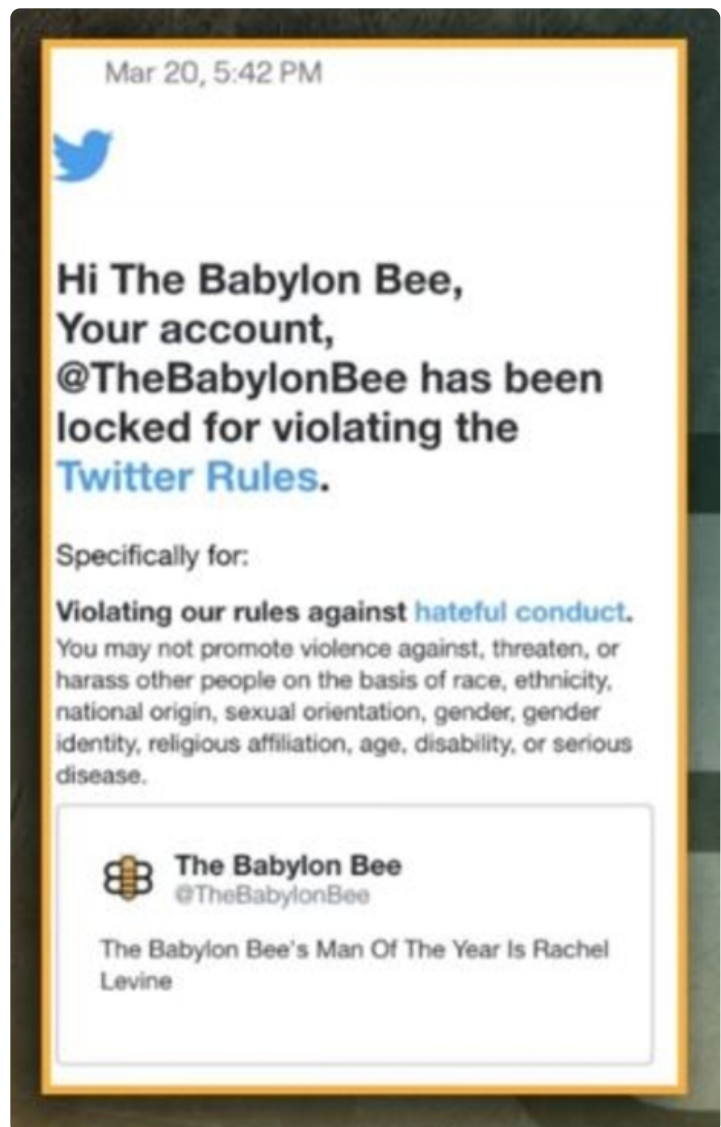 Mar 20, 5:42 PM
Hi The Babylon Bee,
Your account,
@TheBabylonBee has been
locked for violating the
Twitter Rules.
Specifically for:
Violating our rules against hateful conduct.
You may not promote violence against, threaten, or
harass other people on the basis of race, ethnicity,
national origin, sexual orientation, gender, gender
identity, religious affiliation, age, disability, or serious
disease.
The Babylon Bee
@TheBabylonBee
The Babylon Bee's Man Of The Year Is Rachel
Levine